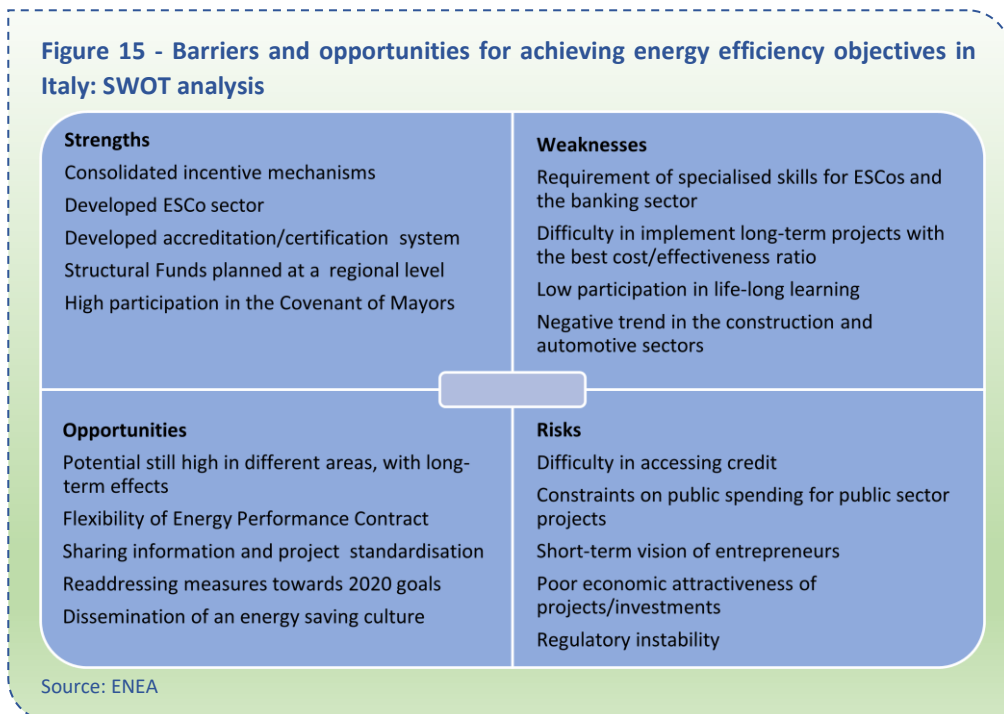 Figure 15 - Barriers and opportunities for achieving energy efficiency objectives in
Italy: SWOT analysis
Strengths
Consolidated incentive mechanisms
Developed ESCo sector
Developed accreditation/certification system
Structural Funds planned at a regional level
High participation in the Covenant of Mayors
Weaknesses
Requirement of specialised skills for ESCos and
the banking sector
Difficulty in implement long-term projects with
the best cost/effectiveness ratio
Low participation in life-long learning
Negative trend in the construction and
automotive sectors
Opportunities
Potential still high in different areas, with long-
term effects
Flexibility of Energy Performance Contract
Sharing information and project standardisation
Readdressing measures towards 2020 goals
Dissemination of an energy saving culture
Risks
Difficulty in accessing credit
Constraints on public spending for public sector
projects
Short-term vision of entrepreneurs
Poor economic attractiveness of
projects/investments
Regulatory instability
Source: ENEA